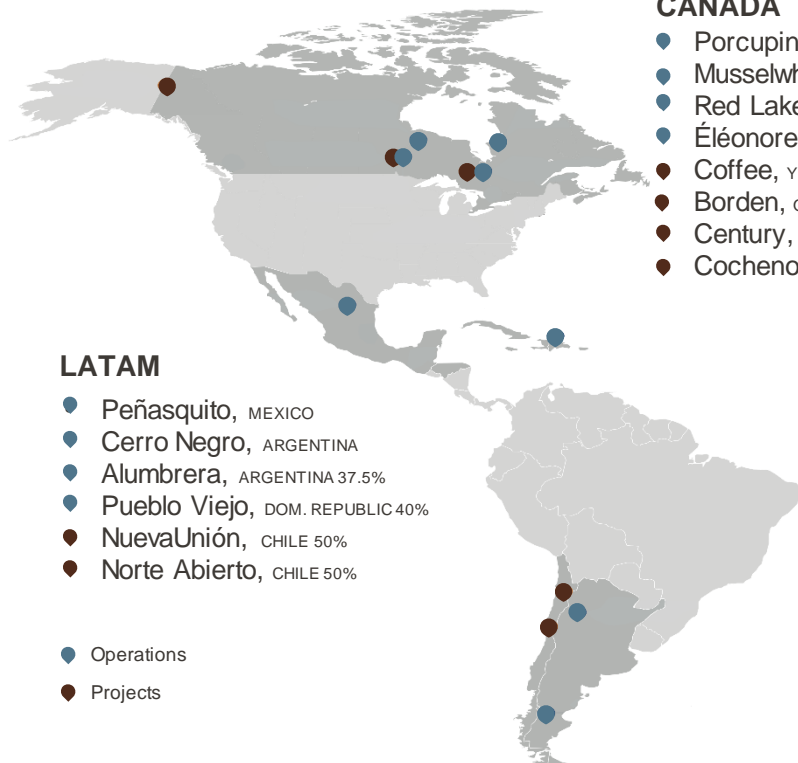 CANADA
Porcupin
Musselwh
Red Lake
Éléonore
Coffee, Y
Borden,
Century,
Cocheno
LATAM
Peñasquito, MEXICO
Cerro Negro, ARGENTINA
Alumbrera, ARGENTINA 37.5%
Pueblo Viejo, DOM. REPUBLIC 40%
NuevaUnión, CHILE 50%
Norte Abierto, CHILE 50%
Operations
Projects